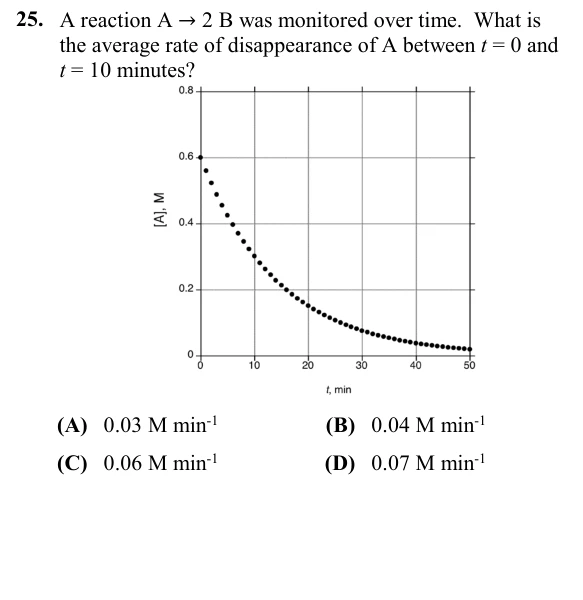 25. A reaction A → 2 B was monitored over time. What is
the average rate of disappearance of A between t = 0 and
t = 10 minutes?
0.8
0.6
0.4
0.2
0
[A], M
0 10 20 30 40 50
t, min
(A) 0.03 M min⁻¹ (B) 0.04 M min⁻¹
(C) 0.06 M min⁻¹ (D) 0.07 M min⁻¹